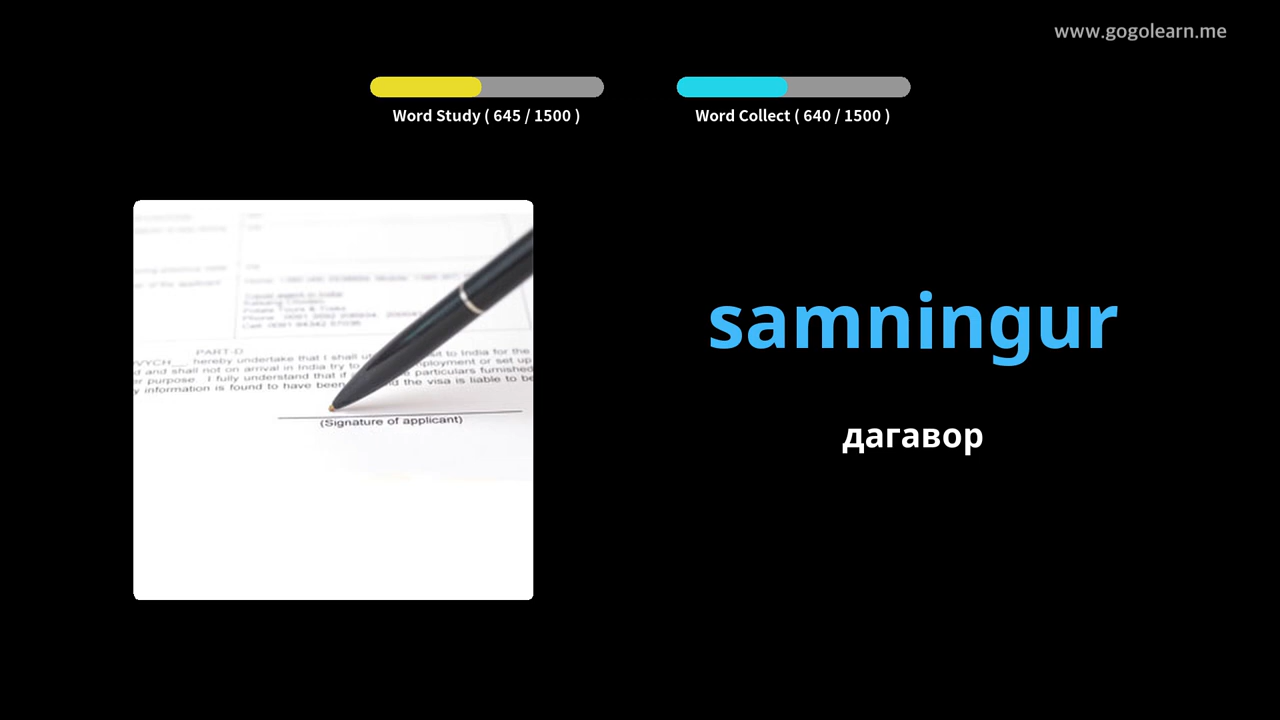 www.gogolearn.me
Word Study ( 645 / 1500 )
Word Collect ( 640 / 1500 )
PART-D
hereby undertake that I shall to India for the
d and shall not on arrival in India try to employment or set up
purpose. I fully understand that if particulars furnished
information is found to have been the visa is liable to be
(Signature of applicant)
samningur
дагавор